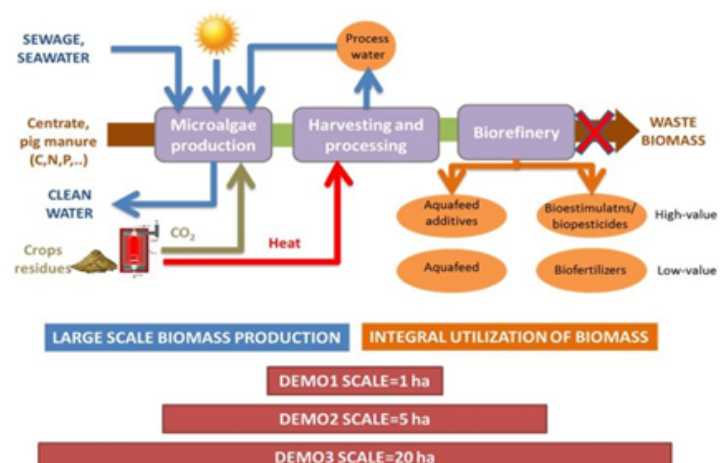 SEWAGE,
SEAWATER
Process
water
Centrate,
pig manure
(C,N,P,..)
Microalgae
production
Harvesting and
processing
Biorefinery
WASTE
BIOMASS
CLEAN
WATER
CO2
Heat
Crops
residues
Aquafeed
additives
Bioestimulatns/
biopesticides
High-value
Aquafeed
Biofertilizers
Low-value
LARGE SCALE BIOMASS PRODUCTION
INTEGRAL UTILIZATION OF BIOMASS
DEMO1 SCALE=1 ha
DEMO2 SCALE=5 ha
DEMO3 SCALE=20 ha